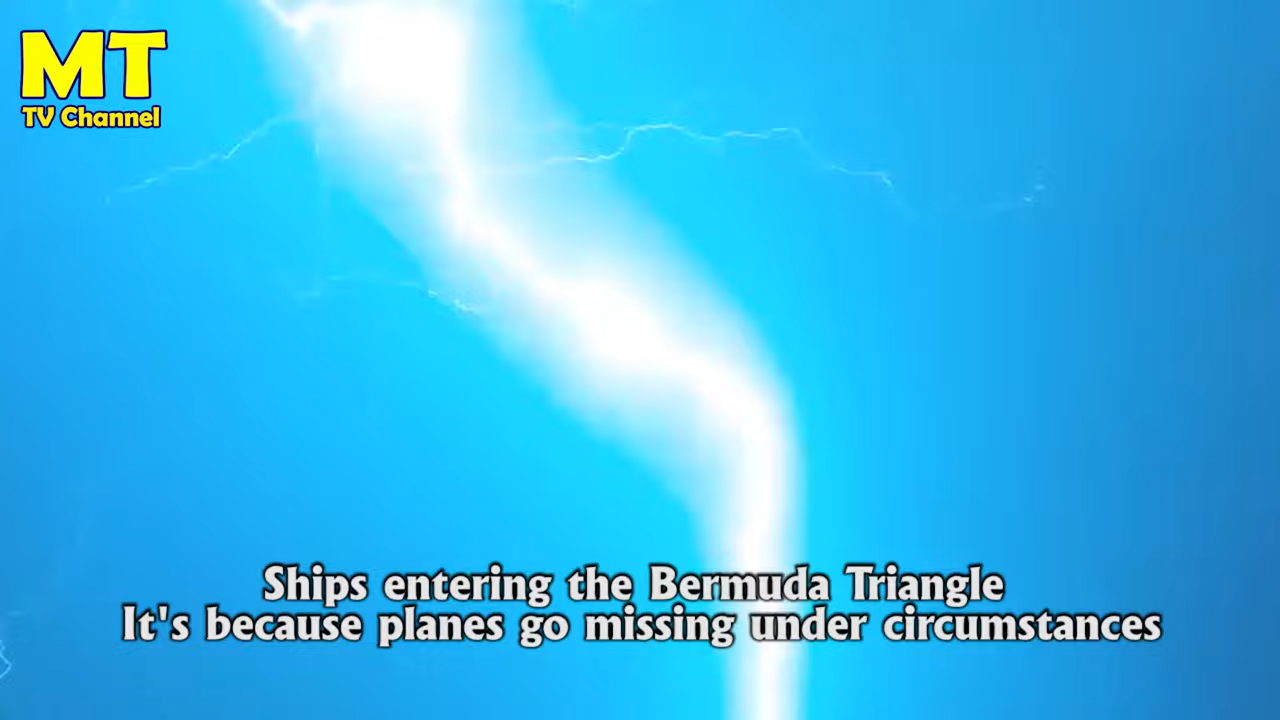 MT
TV Channel
Ships entering the Bermuda Triangle
It's because planes go missing under circumstances